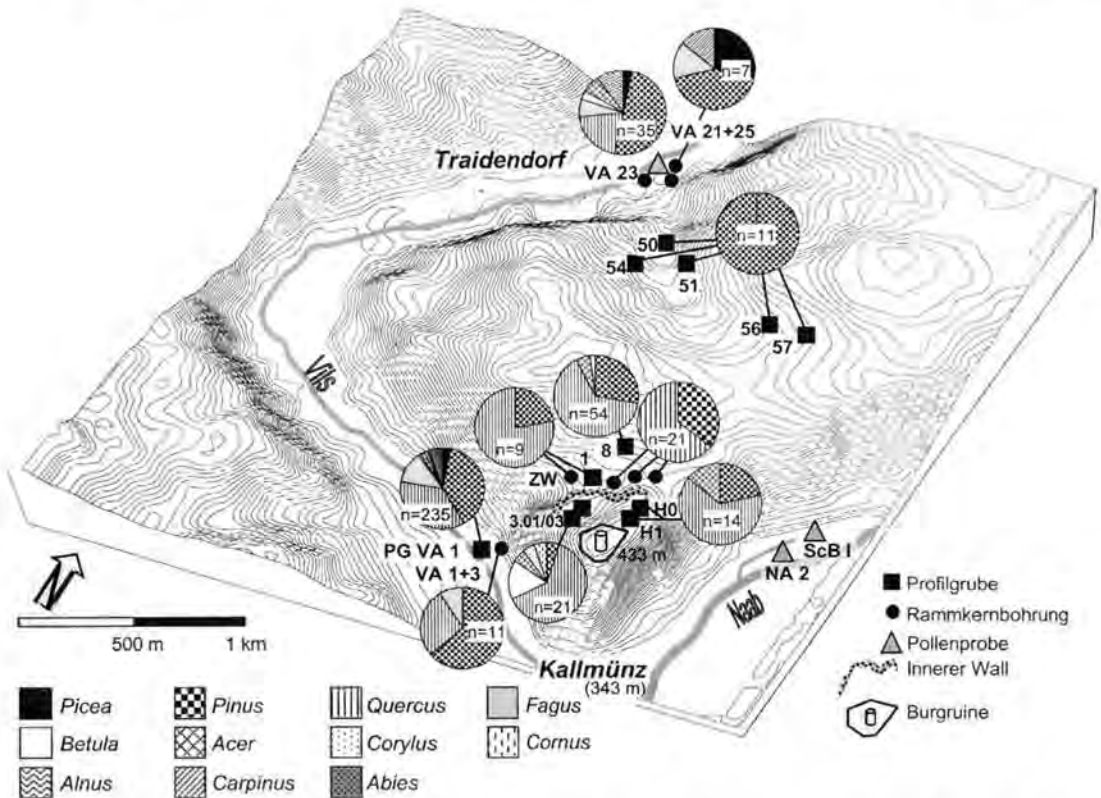 n=7
n=35
VA 21+25
Traidendorf
VA 23
50
n=11
54
51
56
57
Vils
n=54
n=9
n=21
1
8
ZW
n=235
3.01/03
H0
n=14
H1
433 m
PG VA 1
VA 1+3
n=21
ScB I
NA 2
n=11
Naab
N
500 m
1 km
Kallmünz
(343 m)
Profilgrube
Rammkernbohrung
Pollenprobe
Innerer Wall
Burgruine
Picea
Pinus
Quercus
Fagus
Betula
Acer
Corylus
Cornus
Alnus
Carpinus
Abies